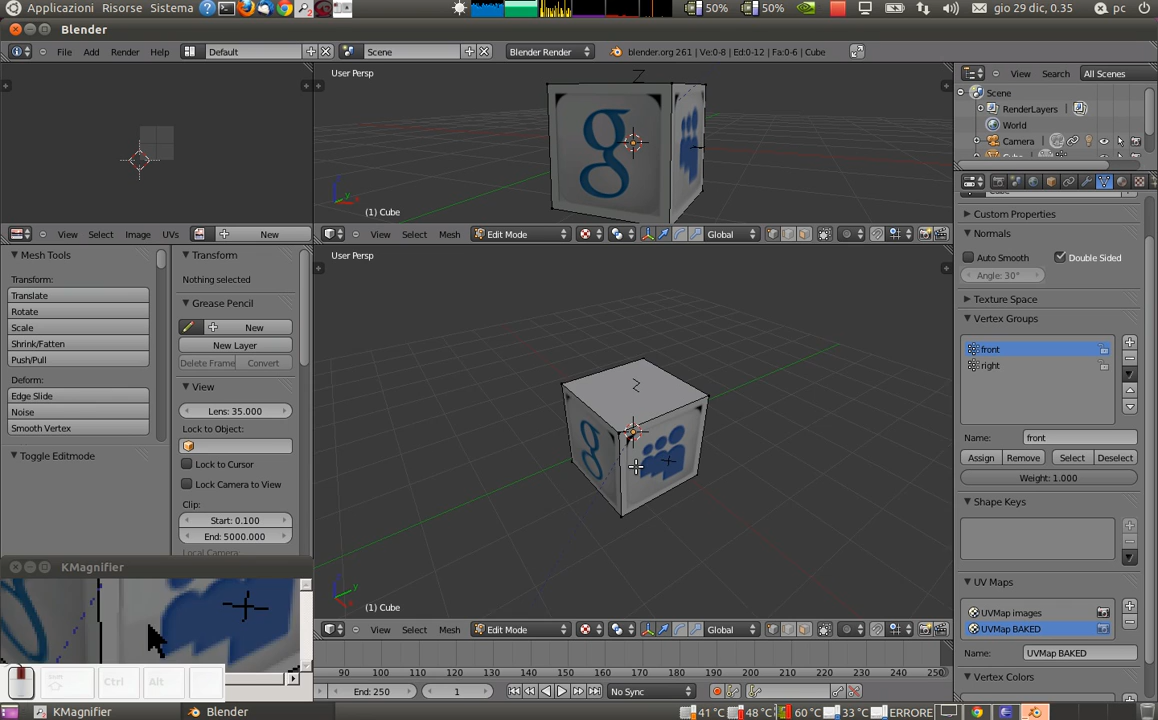 Applicazioni Risorse Sistema
50% 50% gio 29 dic, 0.35 pc
Blender
File Add Render Help Default Scene Blender Render blender.org 261 | Ve:0-8 | Ed:0-12 | Fa:0-6 | Cube
User Persp
View Search All Scenes
Scene
RenderLayers
World
Camera
Z
g
(1) Cube
View Select Image UVs New
View Select Mesh Edit Mode Global
Mesh Tools
Transform:
Translate
Rotate
Scale
Shrink/Fatten
Push/Pull
Deform:
Edge Slide
Noise
Smooth Vertex
Toggle Editmode
Transform
Nothing selected
Grease Pencil
New
New Layer
Delete Frame Convert
View
Lens: 35.000
Lock to Object:
Lock to Cursor
Lock Camera to View
Clip:
Start: 0.100
End: 5000.000
Local Camera:
User Persp
Z
g
(1) Cube
View Select Mesh Edit Mode Global
Custom Properties
Normals
Auto Smooth Double Sided
Angle: 30°
Texture Space
Vertex Groups
front
right
Name: front
Assign Remove Select Deselect
Weight: 1.000
Shape Keys
UV Maps
UVMap images
UVMap BAKED
Name: UVMap BAKED
Vertex Colors
KMagnifier
Shift Ctrl Alt
90 100 110 120 130 140 150 160 170 180 190 200 210 220 230 240 250
End: 250 1 No Sync
KMagnifier Blender
41 °C 48 °C 60 °C 33 °C ERRORE